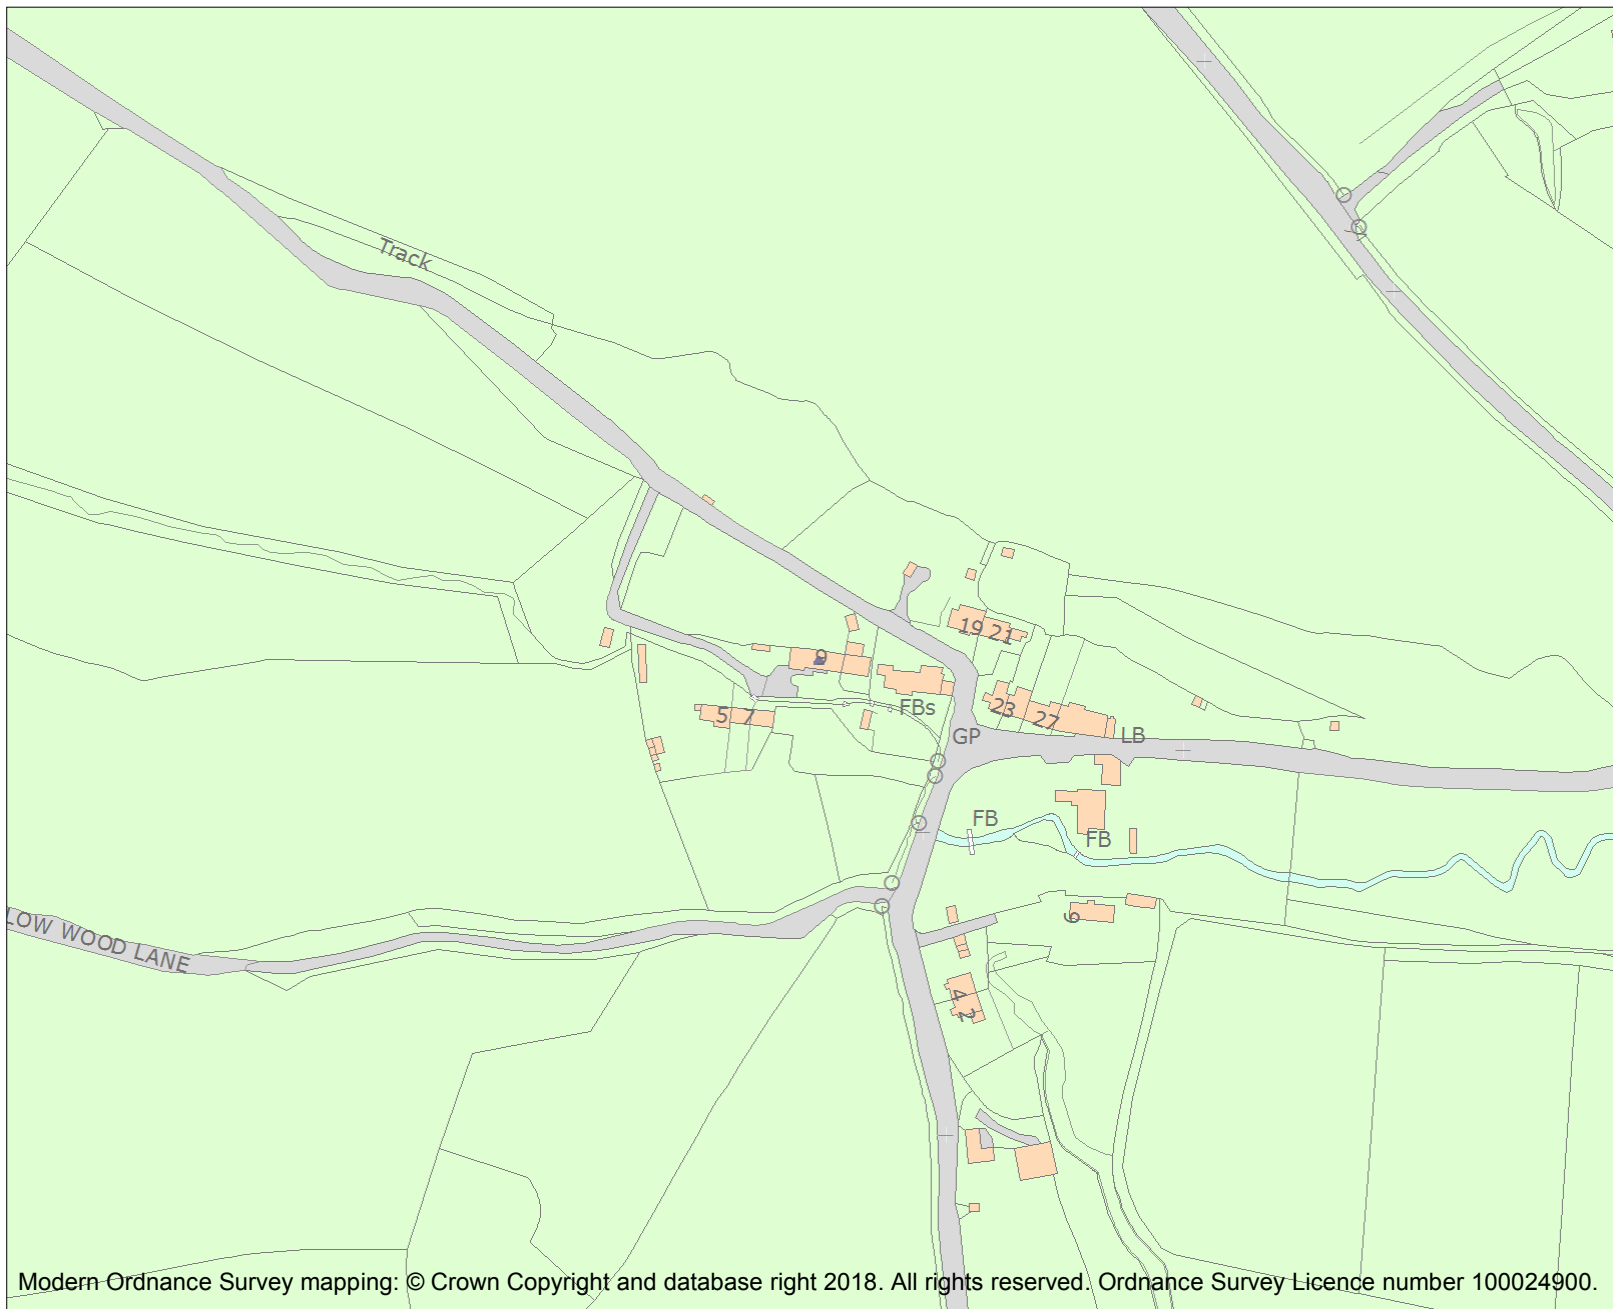 Track
19 21
9
23
27
FBs
5 7
GP
LB
FB
FB
LOW WOOD LANE
6
4
2
Modern Ordnance Survey mapping: © Crown Copyright and database right 2018. All rights reserved. Ordnance Survey Licence number 100024900.